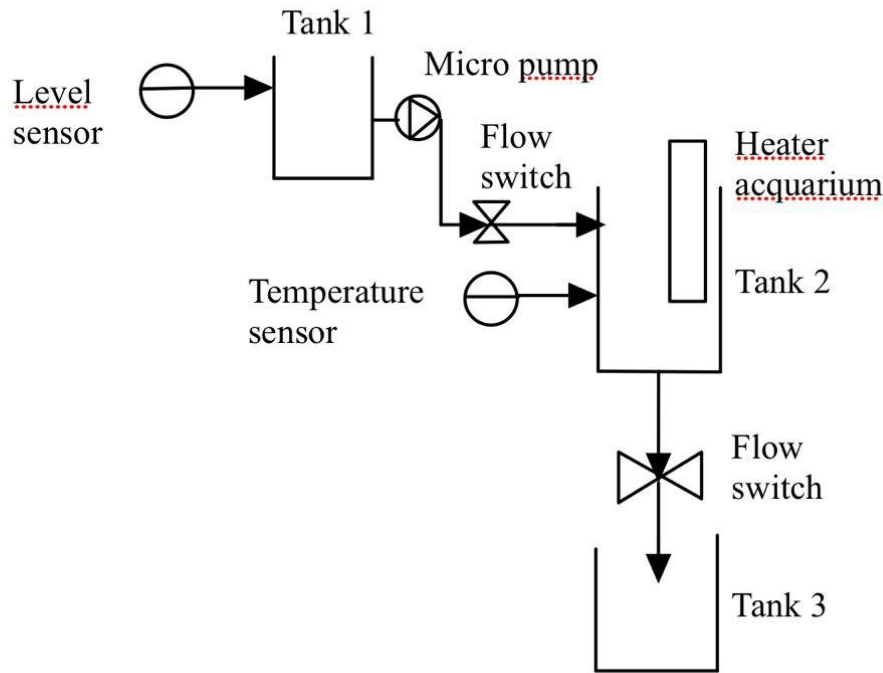 Tank 1
Level
sensor
Micro pump
Flow
switch
Heater
acquarium
Temperature
sensor
Tank 2
Flow
switch
Tank 3